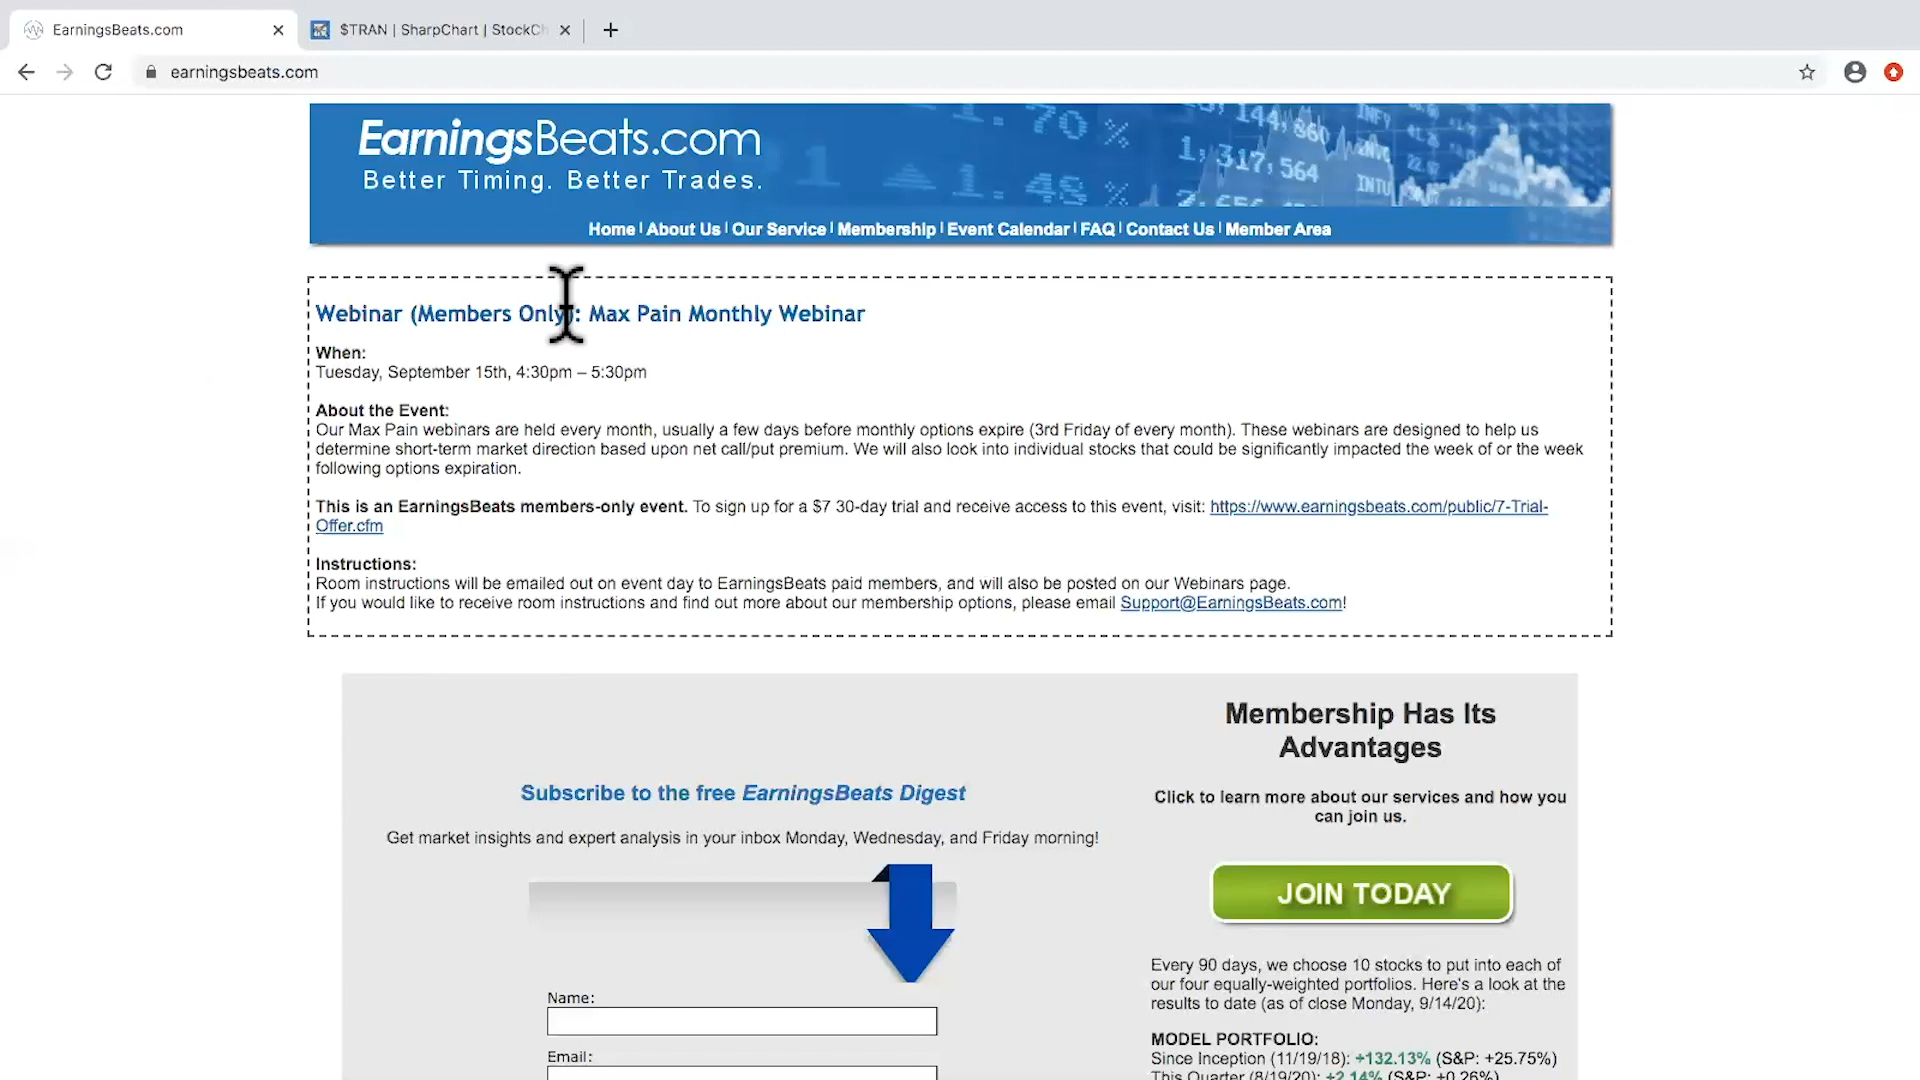 EarningsBeats.com
$TRAN | SharpChart | StockCh
earningsbeats.com
EarningsBeats.com
Better Timing. Better Trades.
Home | About Us | Our Service | Membership | Event Calendar | FAQ | Contact Us | Member Area
Webinar (Members Only): Max Pain Monthly Webinar
When:
Tuesday, September 15th, 4:30pm – 5:30pm
About the Event:
Our Max Pain webinars are held every month, usually a few days before monthly options expire (3rd Friday of every month). These webinars are designed to help us
determine short-term market direction based upon net call/put premium. We will also look into individual stocks that could be significantly impacted the week of or the week
following options expiration.
This is an EarningsBeats members-only event. To sign up for a $7 30-day trial and receive access to this event, visit: https://www.earningsbeats.com/public/7-Trial-
Offer.cfm
Instructions:
Room instructions will be emailed out on event day to EarningsBeats paid members, and will also be posted on our Webinars page.
If you would like to receive room instructions and find out more about our membership options, please email Support@EarningsBeats.com!
Subscribe to the free EarningsBeats Digest
Get market insights and expert analysis in your inbox Monday, Wednesday, and Friday morning!
Name:
Email:
Membership Has Its
Advantages
Click to learn more about our services and how you
can join us.
JOIN TODAY
Every 90 days, we choose 10 stocks to put into each of
our four equally-weighted portfolios. Here's a look at the
results to date (as of close Monday, 9/14/20):
MODEL PORTFOLIO:
Since Inception (11/19/18): +132.13% (S&P: +25.75%)
This Quarter (8/19/20): +2.14% (S&P: +0.26%)